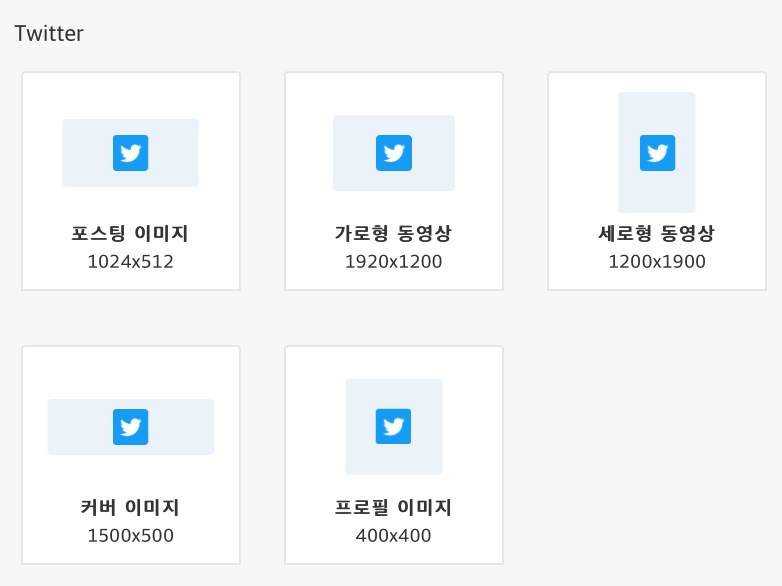 Twitter
포스팅 이미지
1024x512
가로형 동영상
1920x1200
세로형 동영상
1200x1900
커버 이미지
1500x500
프로필 이미지
400x400